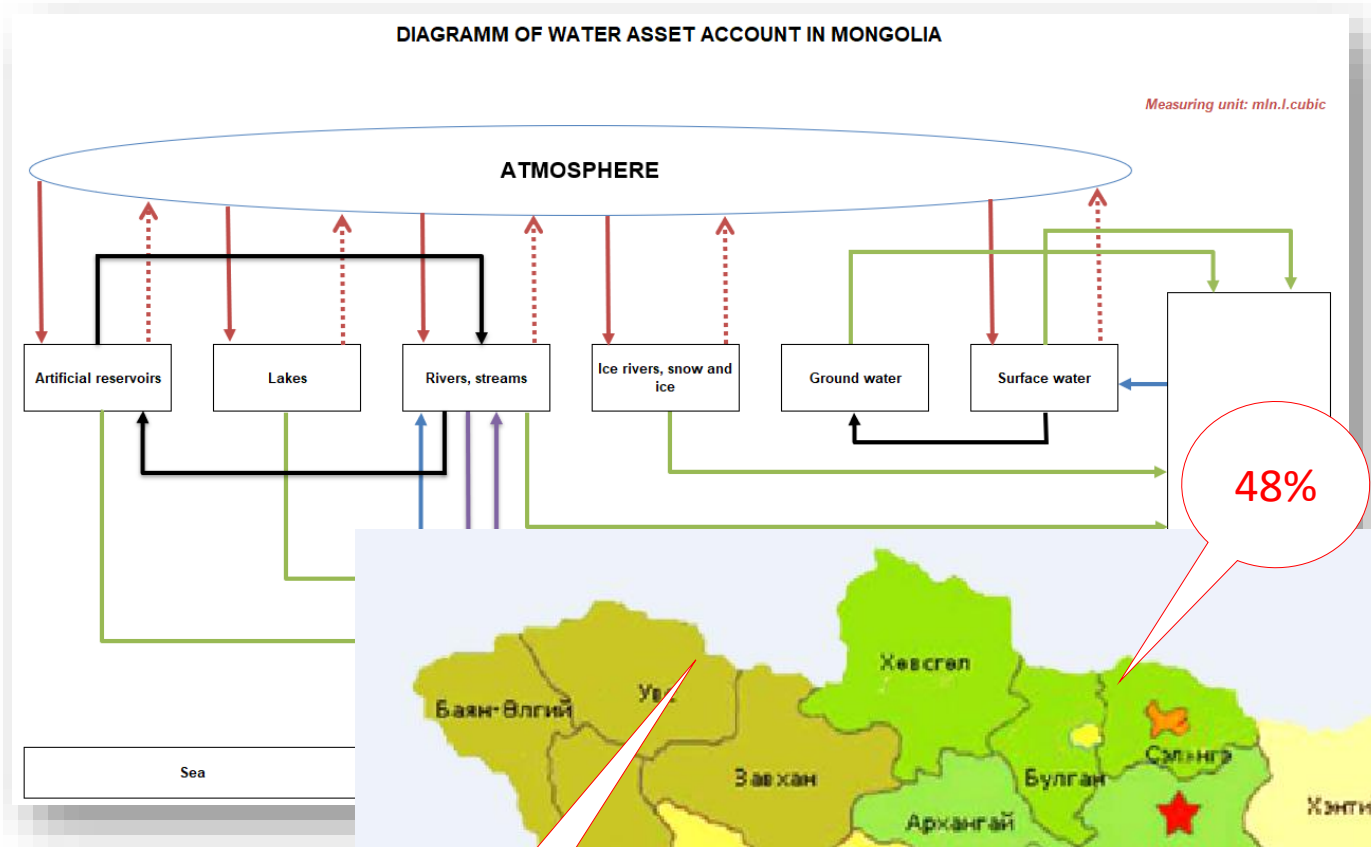 DIAGRAMM OF WATER ASSET ACCOUNT IN MONGOLIA
Measuring unit: mln.l.cubic
ATMOSPHERE
Artificial reservoirs
Lakes
Rivers, streams
Ice rivers, snow and
ice
Ground water
Surface water
48%
Хөвсгөл
Баян-Өлгий
Завхан
Булган
Сэлэнгэ
Архангай
Sea